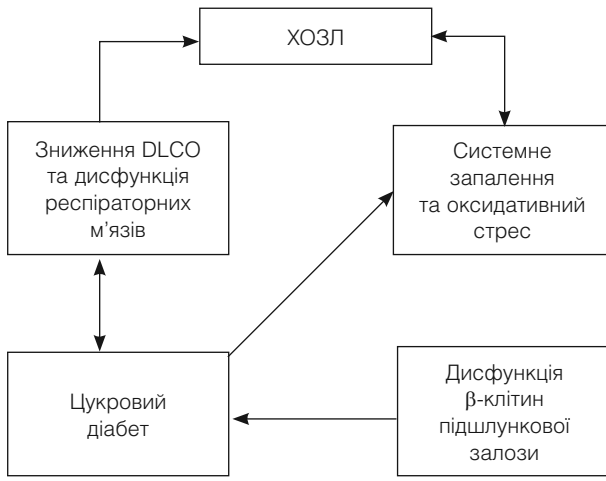 ХОЗЛ
Зниження DLCO
та дисфункція
респіраторних
м’язів
Системне
запалення
та оксидативний
стрес
Цукровий
діабет
Дисфункція
β-клітин
підшлункової
залози